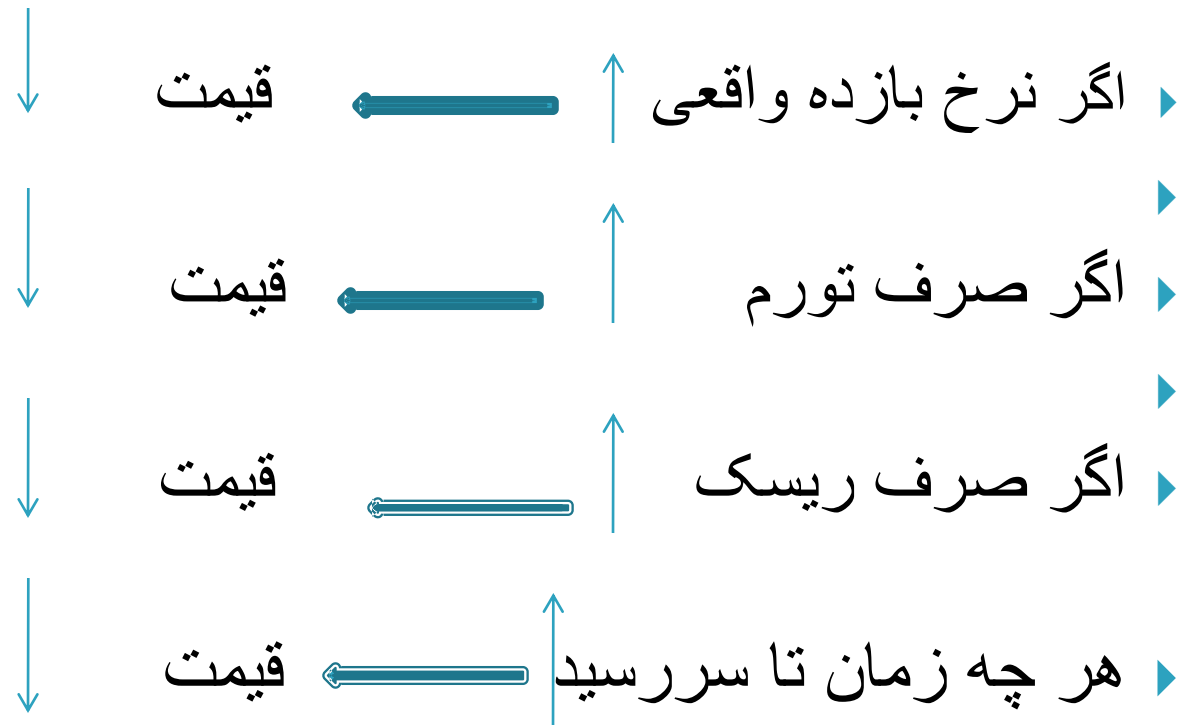 اگر نرخ بازده واقعی قیمت
اگر صرف تورم قیمت
اگر صرف ریسک قیمت
هر چه زمان تا سررسید قیمت